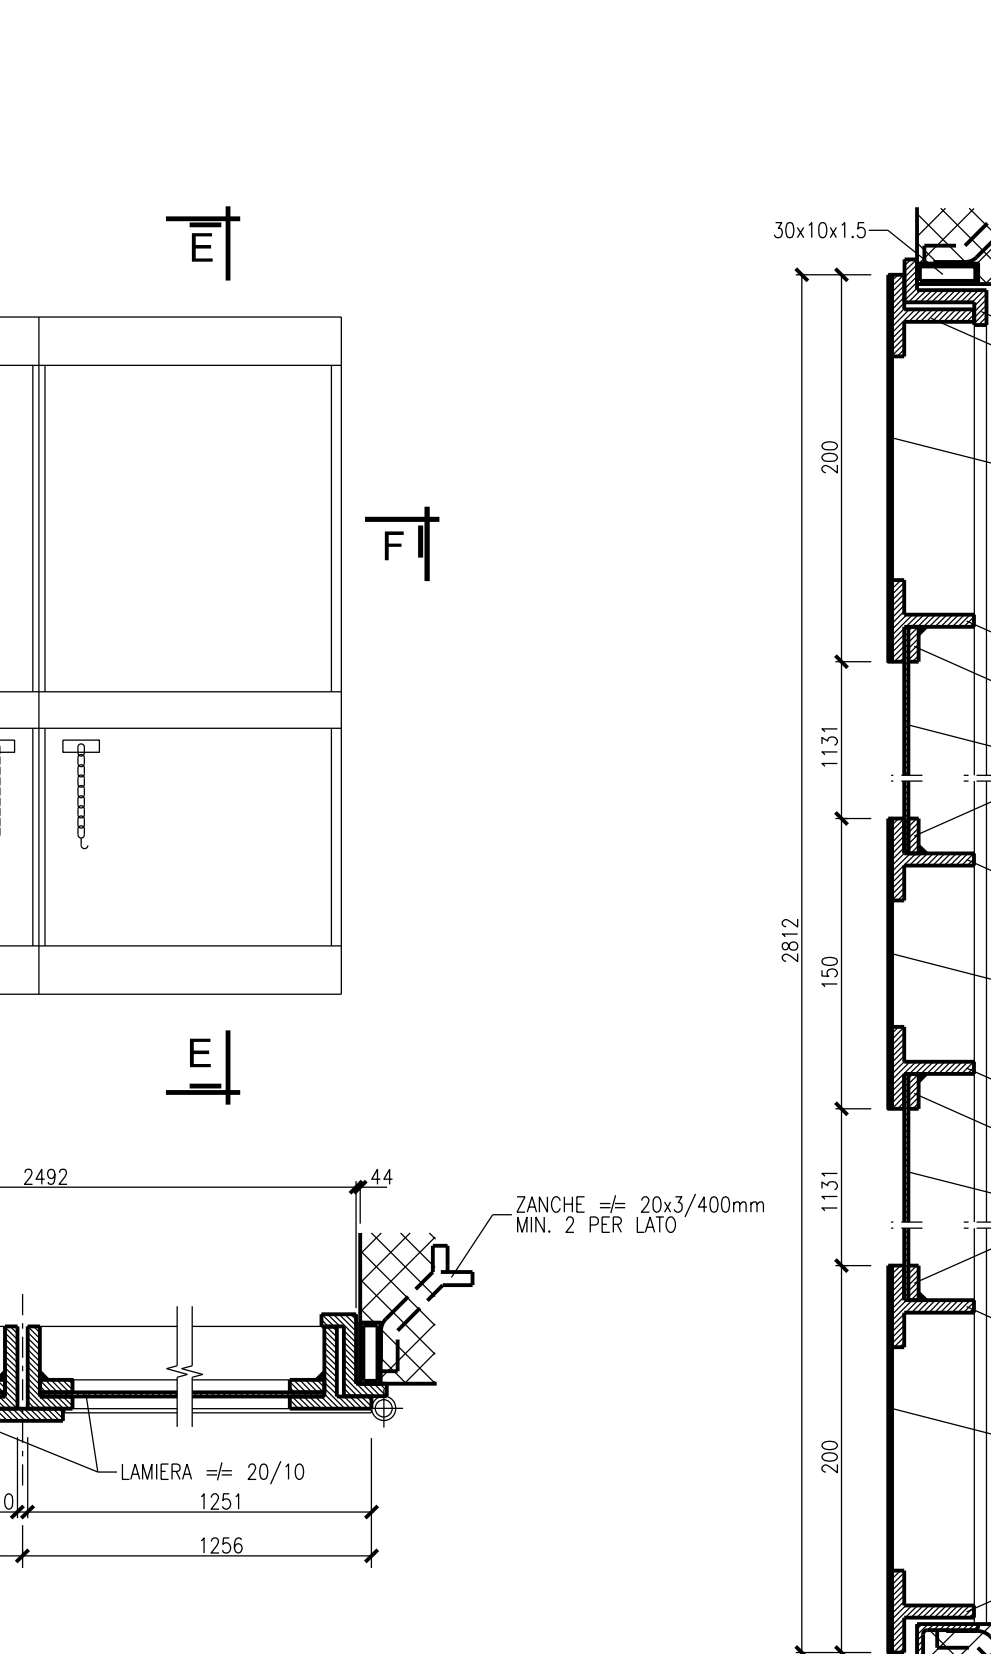 E
30x10x1.5
200
F
1131
2812
150
E
2492
44
ZANCHE =/= 20x3/400mm
MIN. 2 PER LATO
1131
200
LAMIERA =/= 20/10
0
1251
1256